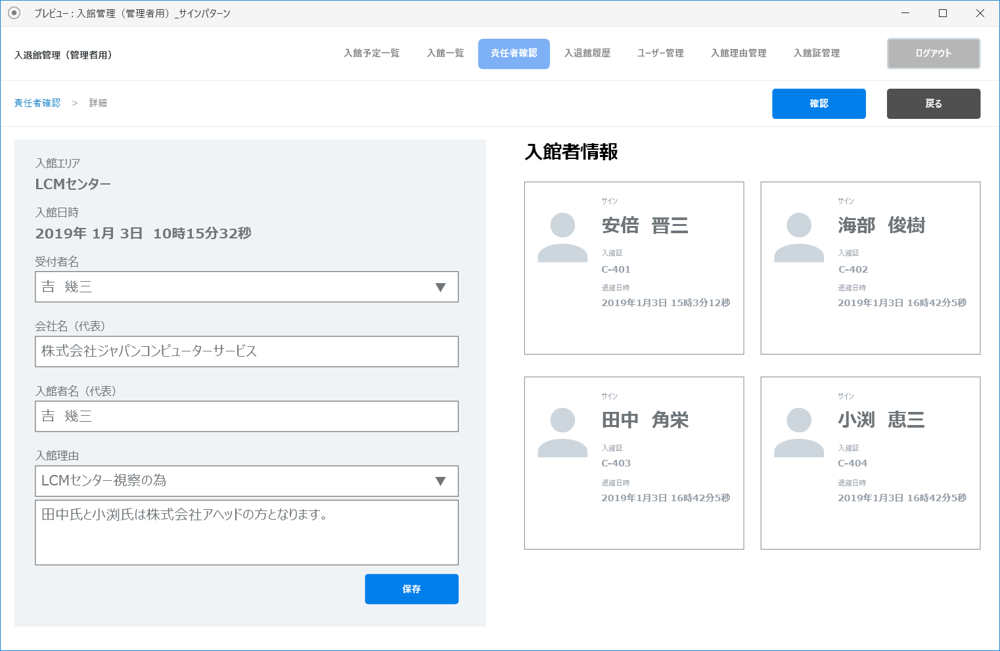 プレビュー : 入館管理（管理者用）_サインパターン
入退館管理（管理者用）
入館予定一覧 入館一覧 責任者確認 入退館履歴 ユーザー管理 入館理由管理 入館証管理 ログアウト
責任者確認 > 詳細 確認 戻る
入館エリア
LCMセンター
入館日時
2019年 1月 3日 10時15分32秒
受付者名
吉 幾三 ▼
会社名（代表）
株式会社ジャパンコンピューターサービス
入館者名（代表）
吉 幾三
入館理由
LCMセンター視察の為 ▼
田中氏と小渕氏は株式会社アヘッドの方となります。
保存
入館者情報
サイン
安倍 晋三
入館証
C-401
退館日時
2019年1月3日 15時3分12秒
サイン
海部 俊樹
入館証
C-402
退館日時
2019年1月3日 16時42分5秒
サイン
田中 角栄
入館証
C-403
退館日時
2019年1月3日 16時42分5秒
サイン
小渕 恵三
入館証
C-404
退館日時
2019年1月3日 16時42分5秒